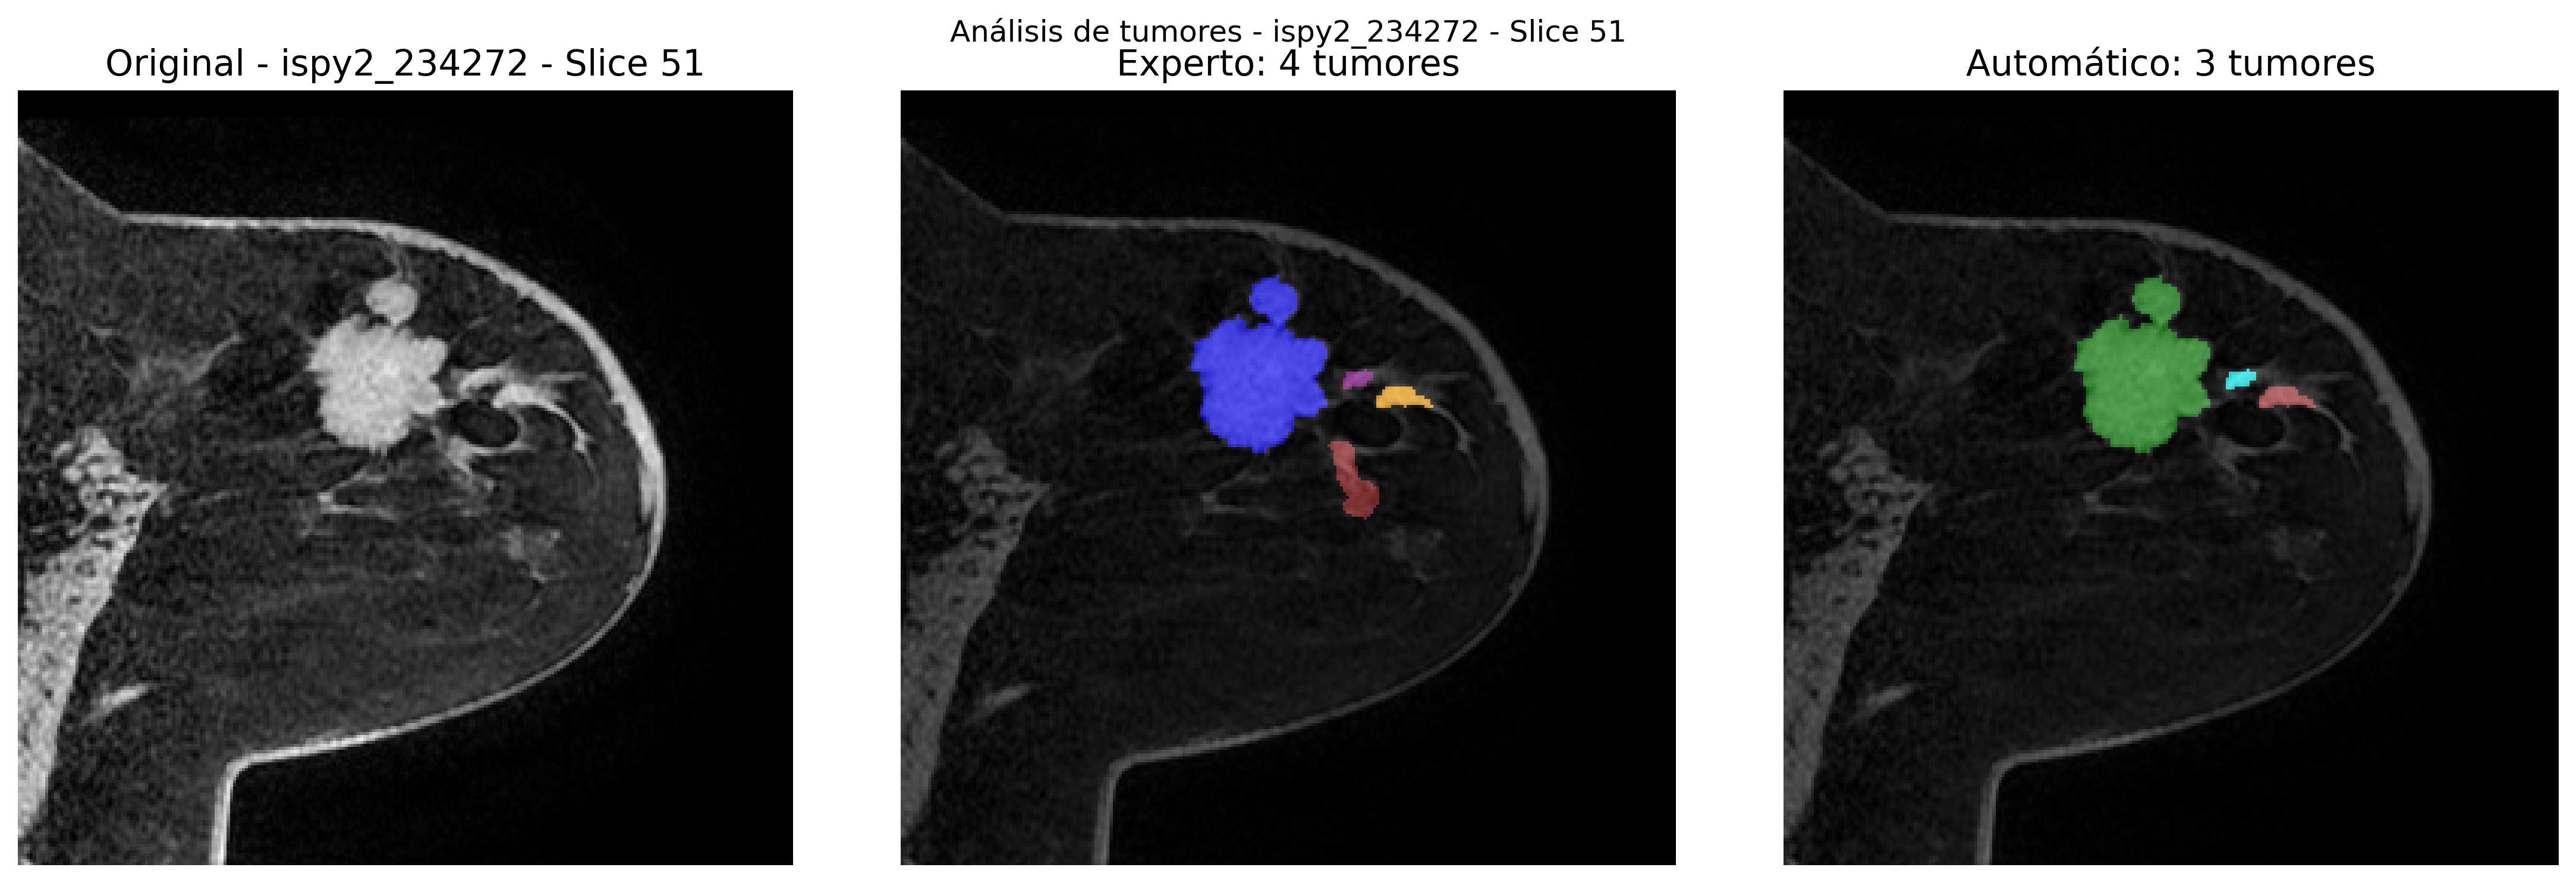 Análisis de tumores - ispy2_234272 - Slice 51
Original - ispy2_234272 - Slice 51
Experto: 4 tumores
Automático: 3 tumores